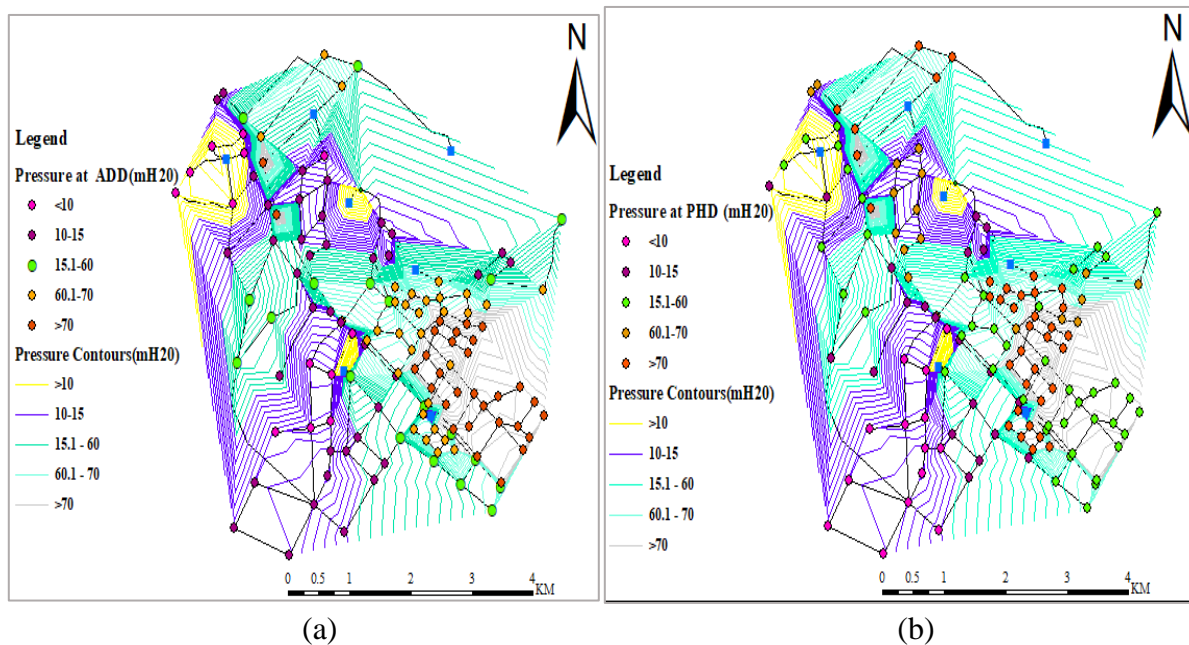 N
Legend
Pressure at ADD(mH20)
<10
10-15
15.1-60
60.1-70
>70
Pressure Contours(mH20)
>10
10-15
15.1 - 60
60.1 - 70
>70
0 0.5 1 2 3 4
KM
(a)
N
Legend
Pressure at PHD (mH20)
<10
10-15
15.1-60
60.1-70
>70
Pressure Contours(mH20)
>10
10-15
15.1 - 60
60.1 - 70
>70
0 0.5 1 2 3 4
KM
(b)